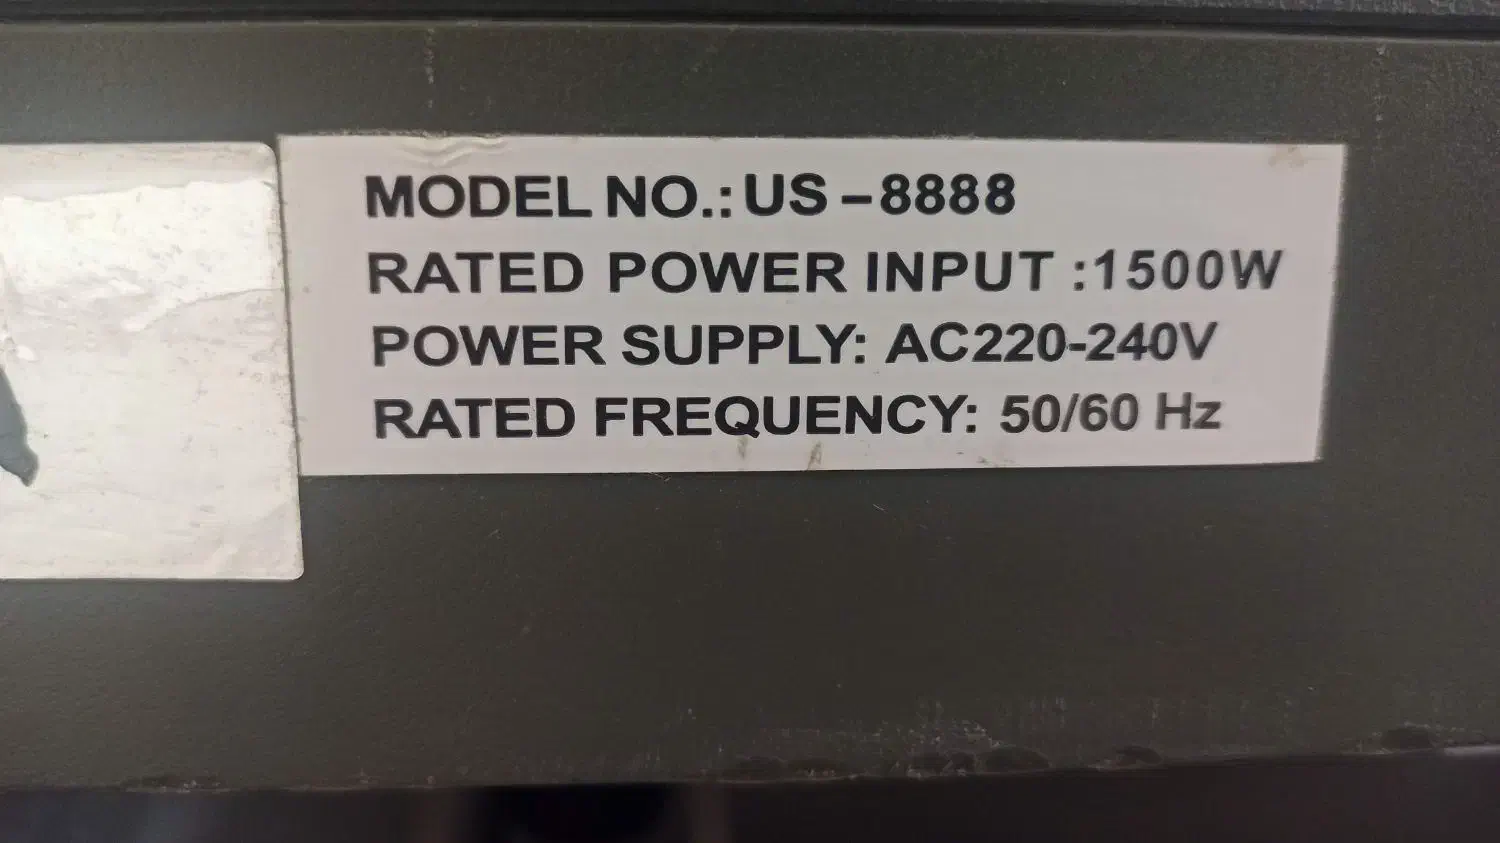 MODEL NO.: US -8888
RATED POWER INPUT :1500W
POWER SUPPLY: AC220-240V
RATED FREQUENCY: 50/60 Hz